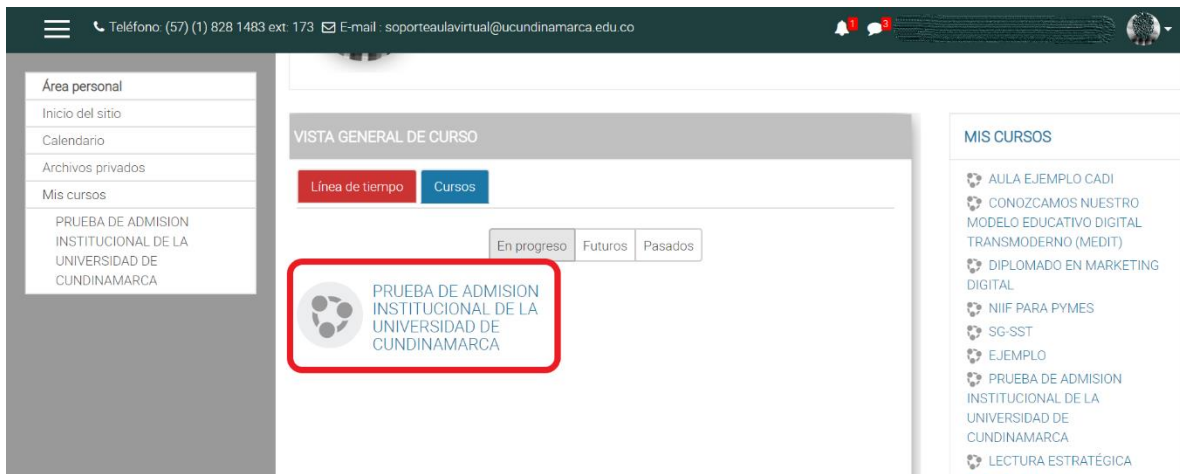 Teléfono: (57) (1) 828 1483 ext: 173 E-mail : soporteaulavirtual@ucundinamarca.edu.co 1 3
Área personal
Inicio del sitio
Calendario
Archivos privados
Mis cursos
PRUEBA DE ADMISION
INSTITUCIONAL DE LA
UNIVERSIDAD DE
CUNDINAMARCA
VISTA GENERAL DE CURSO
Línea de tiempo Cursos
En progreso Futuros Pasados
PRUEBA DE ADMISION
INSTITUCIONAL DE LA
UNIVERSIDAD DE
CUNDINAMARCA
MIS CURSOS
AULA EJEMPLO CADI
CONOZCAMOS NUESTRO
MODELO EDUCATIVO DIGITAL
TRANSMODERNO (MEDIT)
DIPLOMADO EN MARKETING
DIGITAL
NIIF PARA PYMES
SG-SST
EJEMPLO
PRUEBA DE ADMISION
INSTITUCIONAL DE LA
UNIVERSIDAD DE
CUNDINAMARCA
LECTURA ESTRATÉGICA